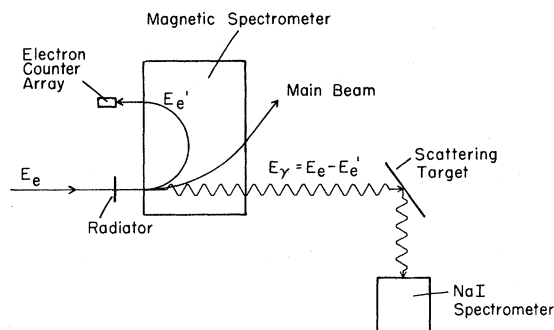 Magnetic Spectrometer
Electron
Counter
Array
E_e'
Main Beam
E_e
E_γ = E_e - E_e'
Scattering
Target
Radiator
NaI
Spectrometer